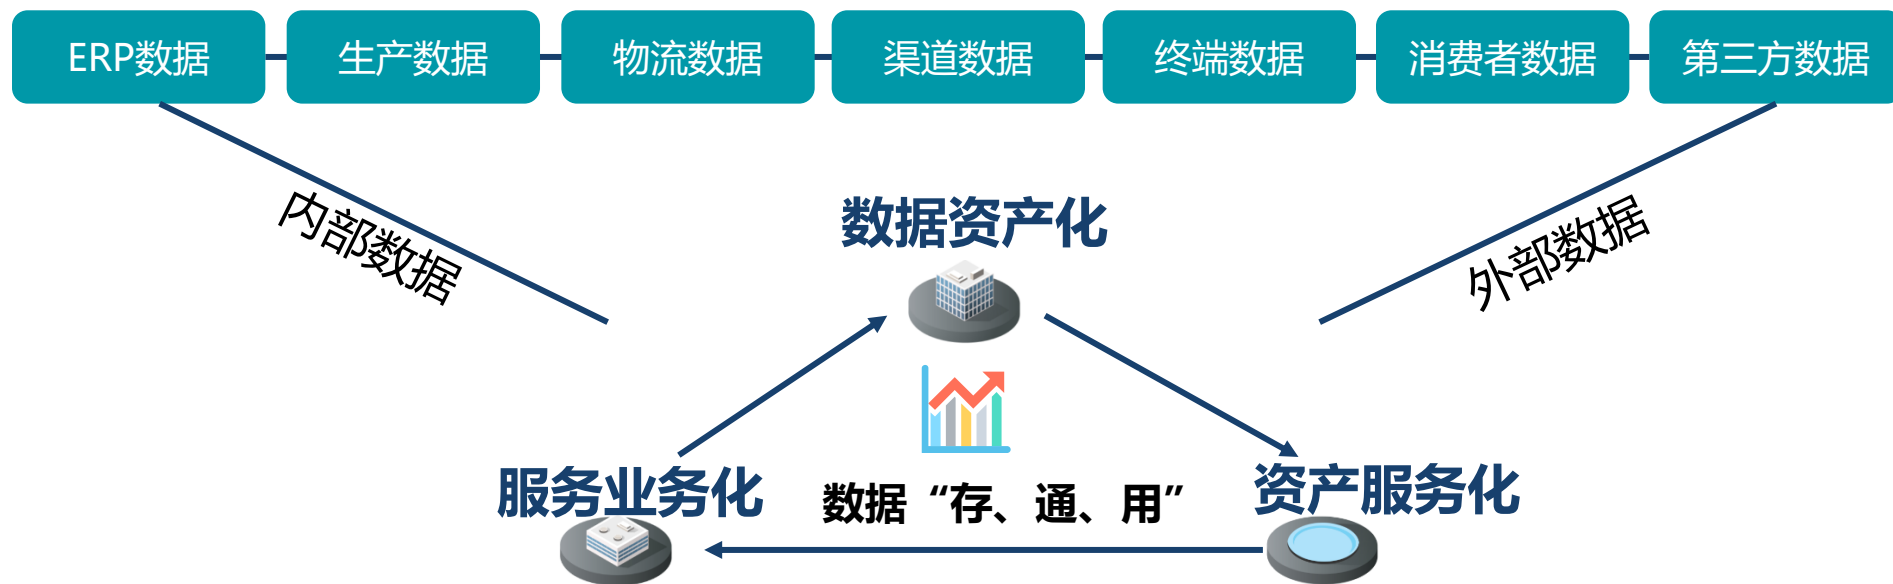 ERP数据
生产数据
物流数据
渠道数据
终端数据
消费者数据
第三方数据
内部数据
数据资产化
外部数据
服务业务化
数据“存、通、用”
资产服务化